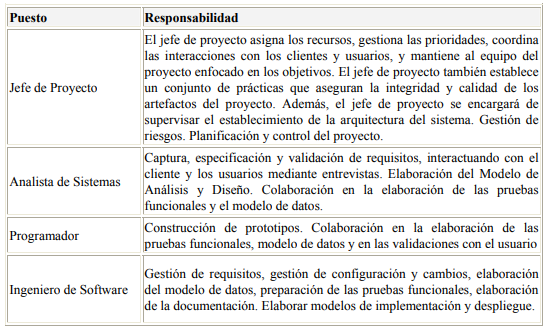 Puesto Responsabilidad
El jefe de proyecto asigna los recursos, gestiona las prioridades, coordina
las interacciones con los clientes y usuarios, y mantiene al equipo del
proyecto enfocado en los objetivos. El jefe de proyecto también establece
Jefe de Proyecto un conjunto de prácticas que aseguran la integridad y calidad de los
artefactos del proyecto. Además, el jefe de proyecto se encargará de
supervisar el establecimiento de la arquitectura del sistema. Gestión de
riesgos. Planificación y control del proyecto.
Captura, especificación y validación de requisitos, interactuando con el
Analista de Sistemas cliente y los usuarios mediante entrevistas. Elaboración del Modelo de
Análisis y Diseño. Colaboración en la elaboración de las pruebas
funcionales y el modelo de datos.
Programador Construcción de prototipos. Colaboración en la elaboración de las
pruebas funcionales, modelo de datos y en las validaciones con el usuario
Gestión de requisitos, gestión de configuración y cambios, elaboración
Ingeniero de Software del modelo de datos, preparación de las pruebas funcionales, elaboración
de la documentación. Elaborar modelos de implementación y despliegue.